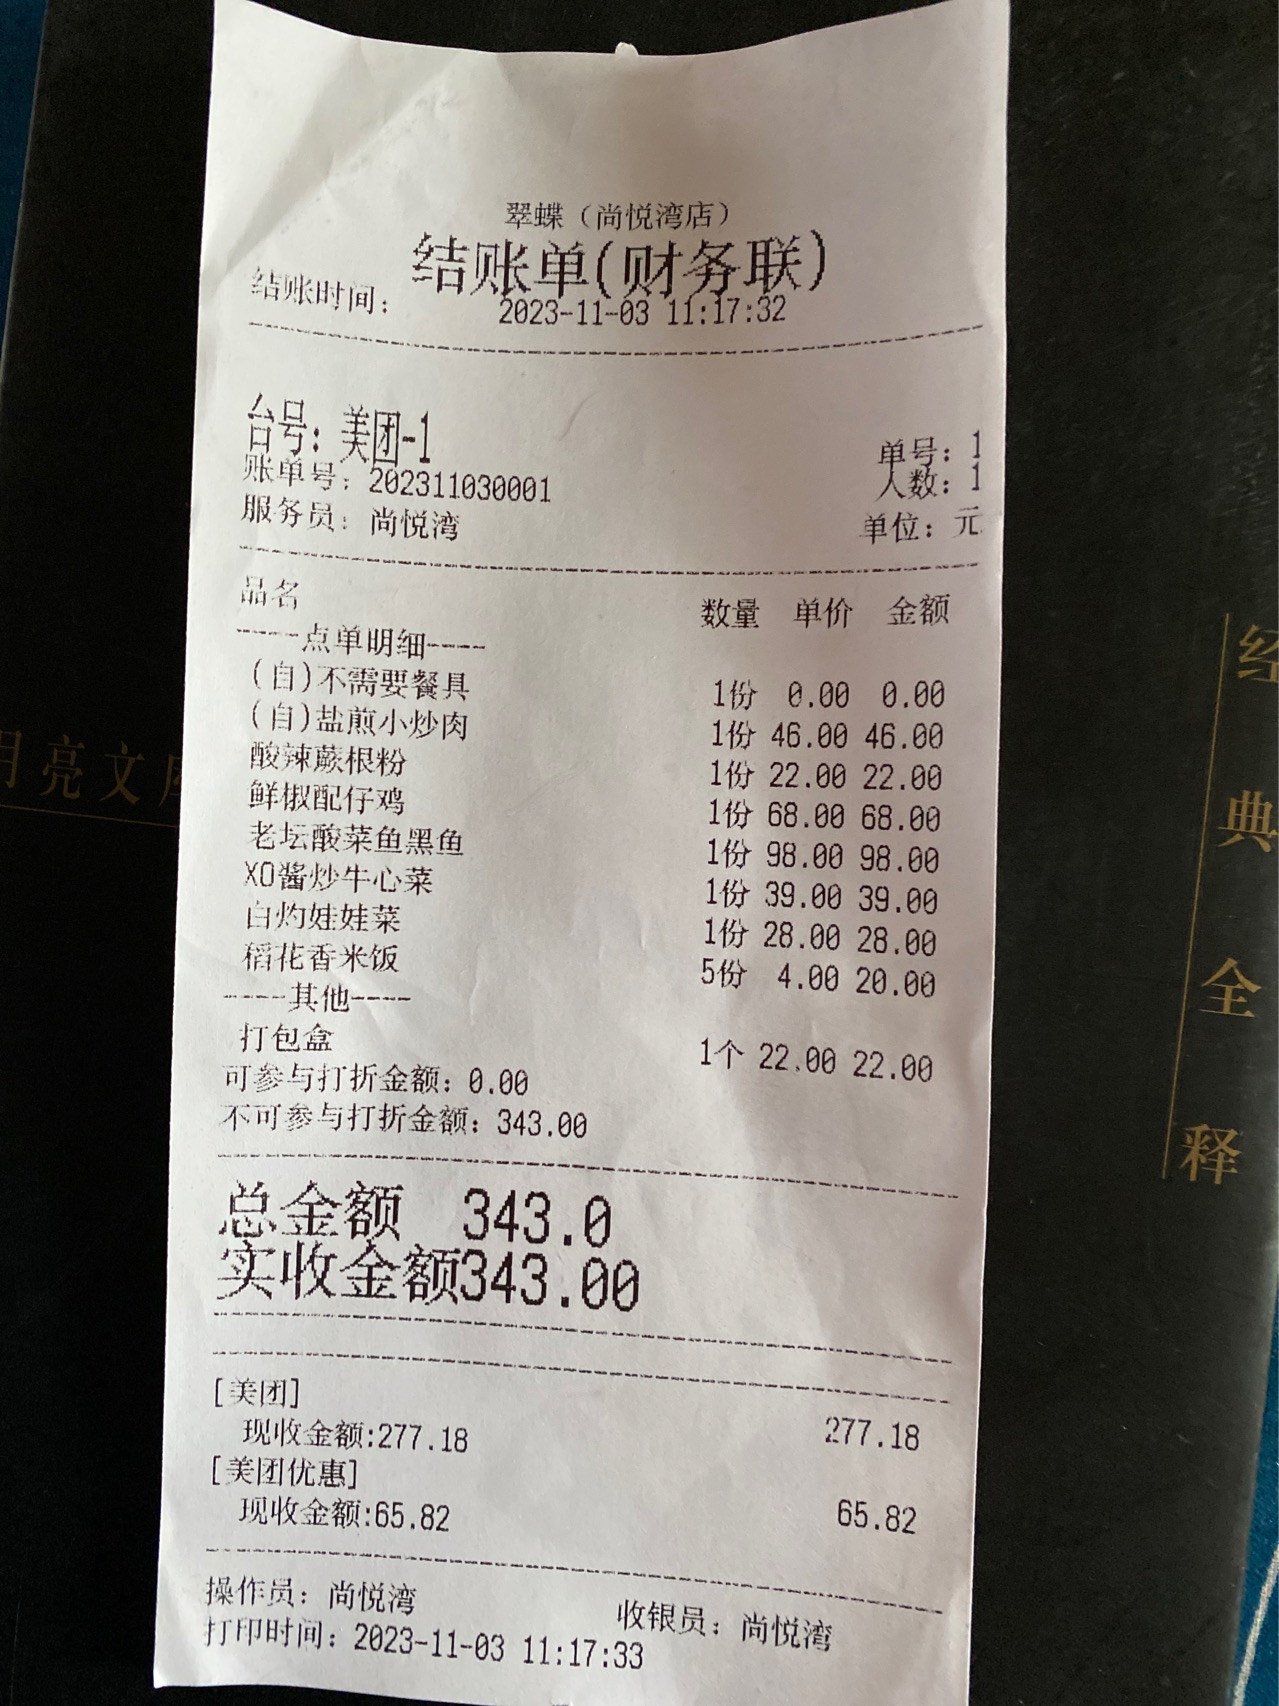 翠蝶（尚悦湾店）
结账单(财务联)
结账时间： 2023-11-03 11:17:32
台号：美团-1
单号：1
账单号：202311030001
人数：1
服务员：尚悦湾
单位：元
品名 数量 单价 金额
----点单明细----
(自)不需要餐具 1份 0.00 0.00
(自)盐煎小炒肉 1份 46.00 46.00
酸辣蕨根粉 1份 22.00 22.00
鲜椒配仔鸡 1份 68.00 68.00
老坛酸菜鱼黑鱼 1份 98.00 98.00
XO酱炒牛心菜 1份 39.00 39.00
白灼娃娃菜 1份 28.00 28.00
稻花香米饭 5份 4.00 20.00
----其他----
打包盒 1个 22.00 22.00
可参与打折金额：0.00
不可参与打折金额：343.00
总金额 343.0
实收金额343.00
[美团]
现收金额:277.18 277.18
[美团优惠]
现收金额:65.82 65.82
操作员：尚悦湾 收银员：尚悦湾
打印时间：2023-11-03 11:17:33
月亮文库
经典全释